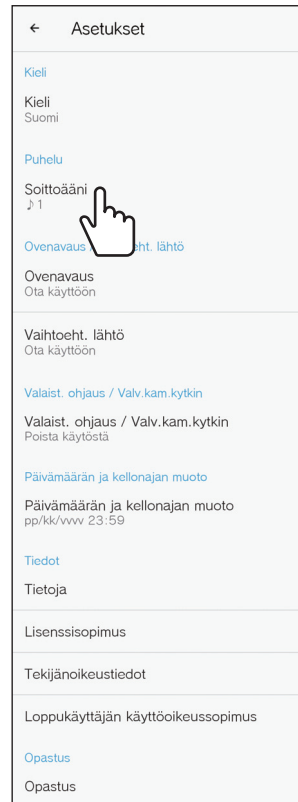 ← Asetukset
Kieli
Kieli
Suomi
Puhelu
Soittoääni
♪ 1
Ovenavaus ht. lähtö
Ovenavaus
Ota käyttöön
Vaihtoeht. lähtö
Ota käyttöön
Valaist. ohjaus / Valv.kam.kytkin
Valaist. ohjaus / Valv.kam.kytkin
Poista käytöstä
Päivämäärän ja kellonajan muoto
Päivämäärän ja kellonajan muoto
pp/kk/vvvv 23:59
Tiedot
Tietoja
Lisenssisopimus
Tekijänoikeustiedot
Loppukäyttäjän käyttöoikeussopimus
Opastus
Opastus